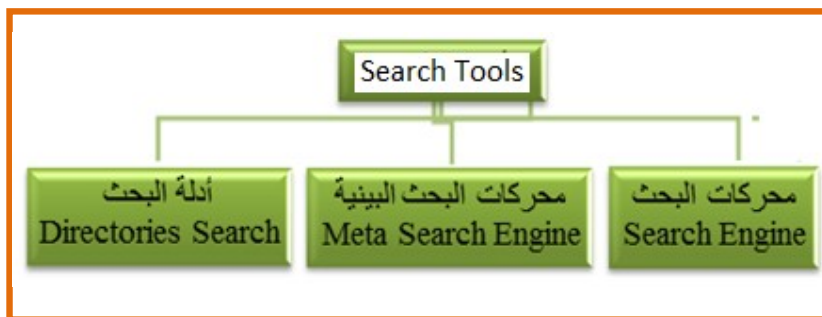 Search Tools
محركات البحث
Search Engine
محركات البحث البينية
Meta Search Engine
أدلة البحث
Directories Search